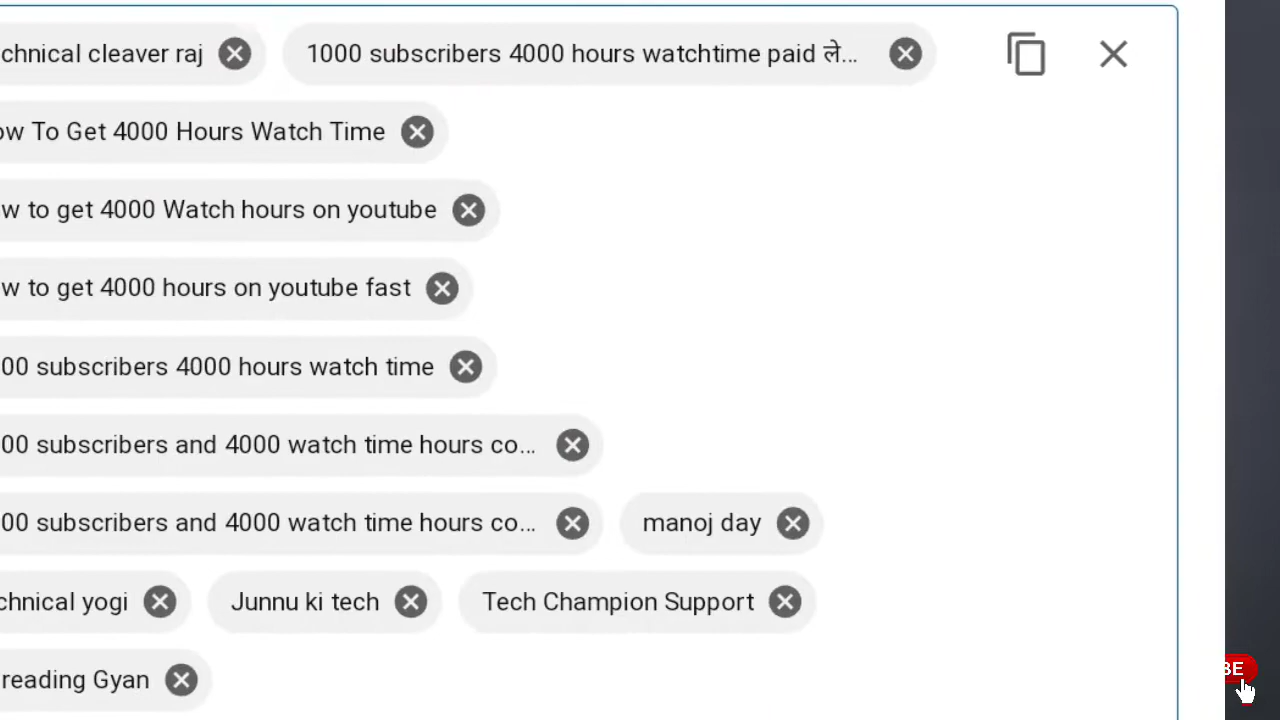 chnical cleaver raj 1000 subscribers 4000 hours watchtime paid ले...
ow To Get 4000 Hours Watch Time
w to get 4000 Watch hours on youtube
w to get 4000 hours on youtube fast
00 subscribers 4000 hours watch time
00 subscribers and 4000 watch time hours co...
00 subscribers and 4000 watch time hours co... manoj day
chnical yogi Junnu ki tech Tech Champion Support
reading Gyan
BE